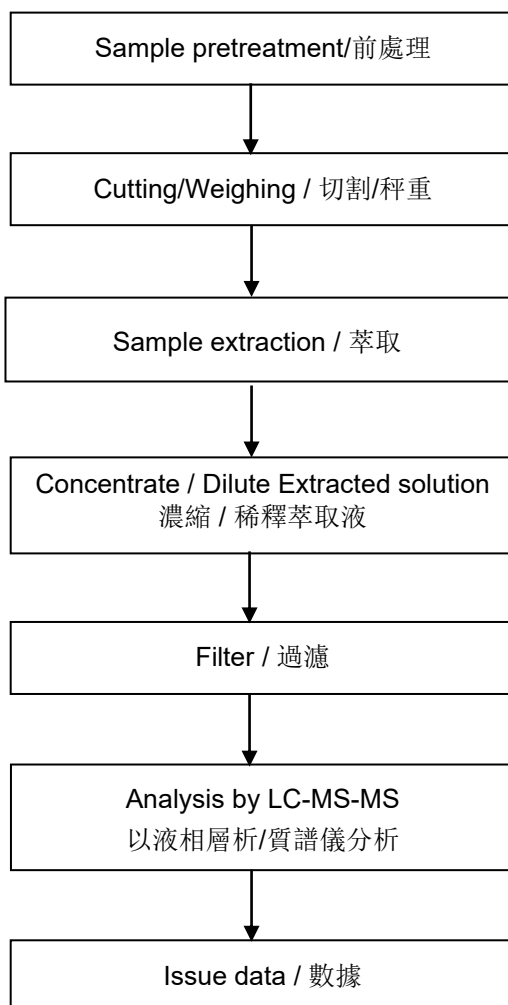 Sample pretreatment/前處理
Cutting/Weighing / 切割/秤重
Sample extraction / 萃取
Concentrate / Dilute Extracted solution
濃縮 / 稀釋萃取液
Filter / 過濾
Analysis by LC-MS-MS
以液相層析/質譜儀分析
Issue data / 數據